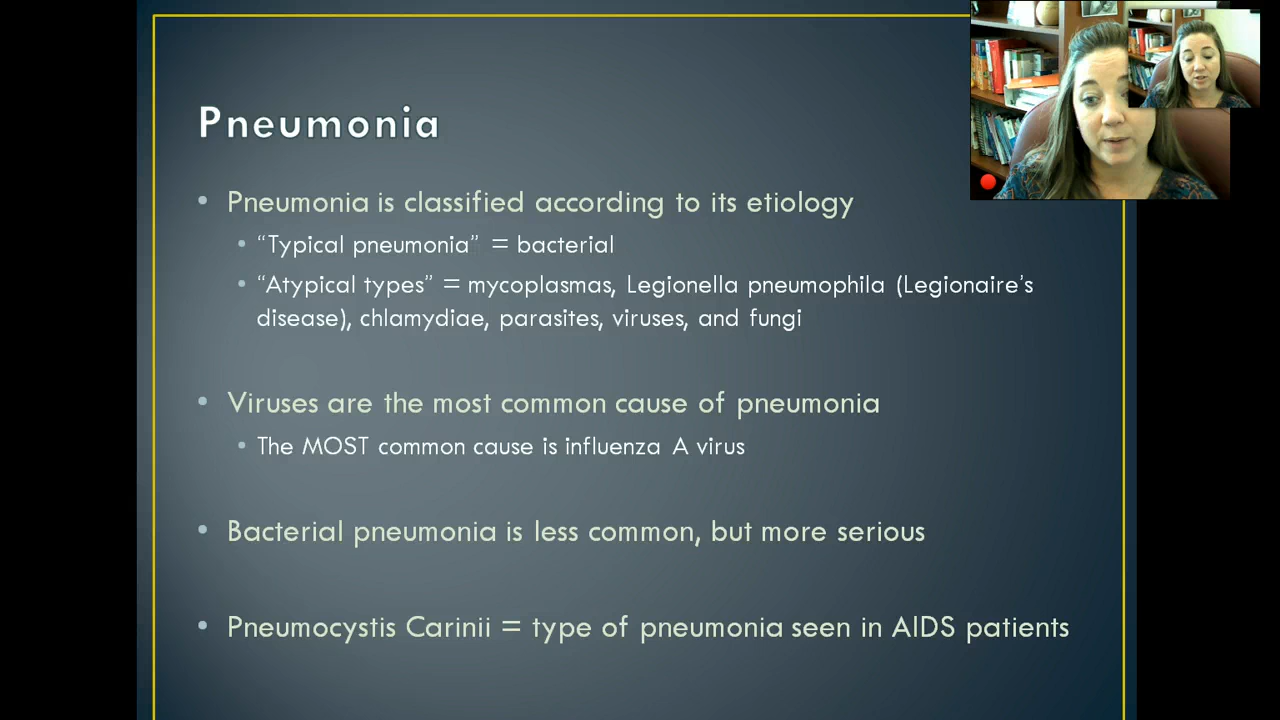 Pneumonia
• Pneumonia is classified according to its etiology
• “Typical pneumonia” = bacterial
• “Atypical types” = mycoplasmas, Legionella pneumophila (Legionaire’s
disease), chlamydiae, parasites, viruses, and fungi
• Viruses are the most common cause of pneumonia
• The MOST common cause is influenza A virus
• Bacterial pneumonia is less common, but more serious
• Pneumocystis Carinii = type of pneumonia seen in AIDS patients